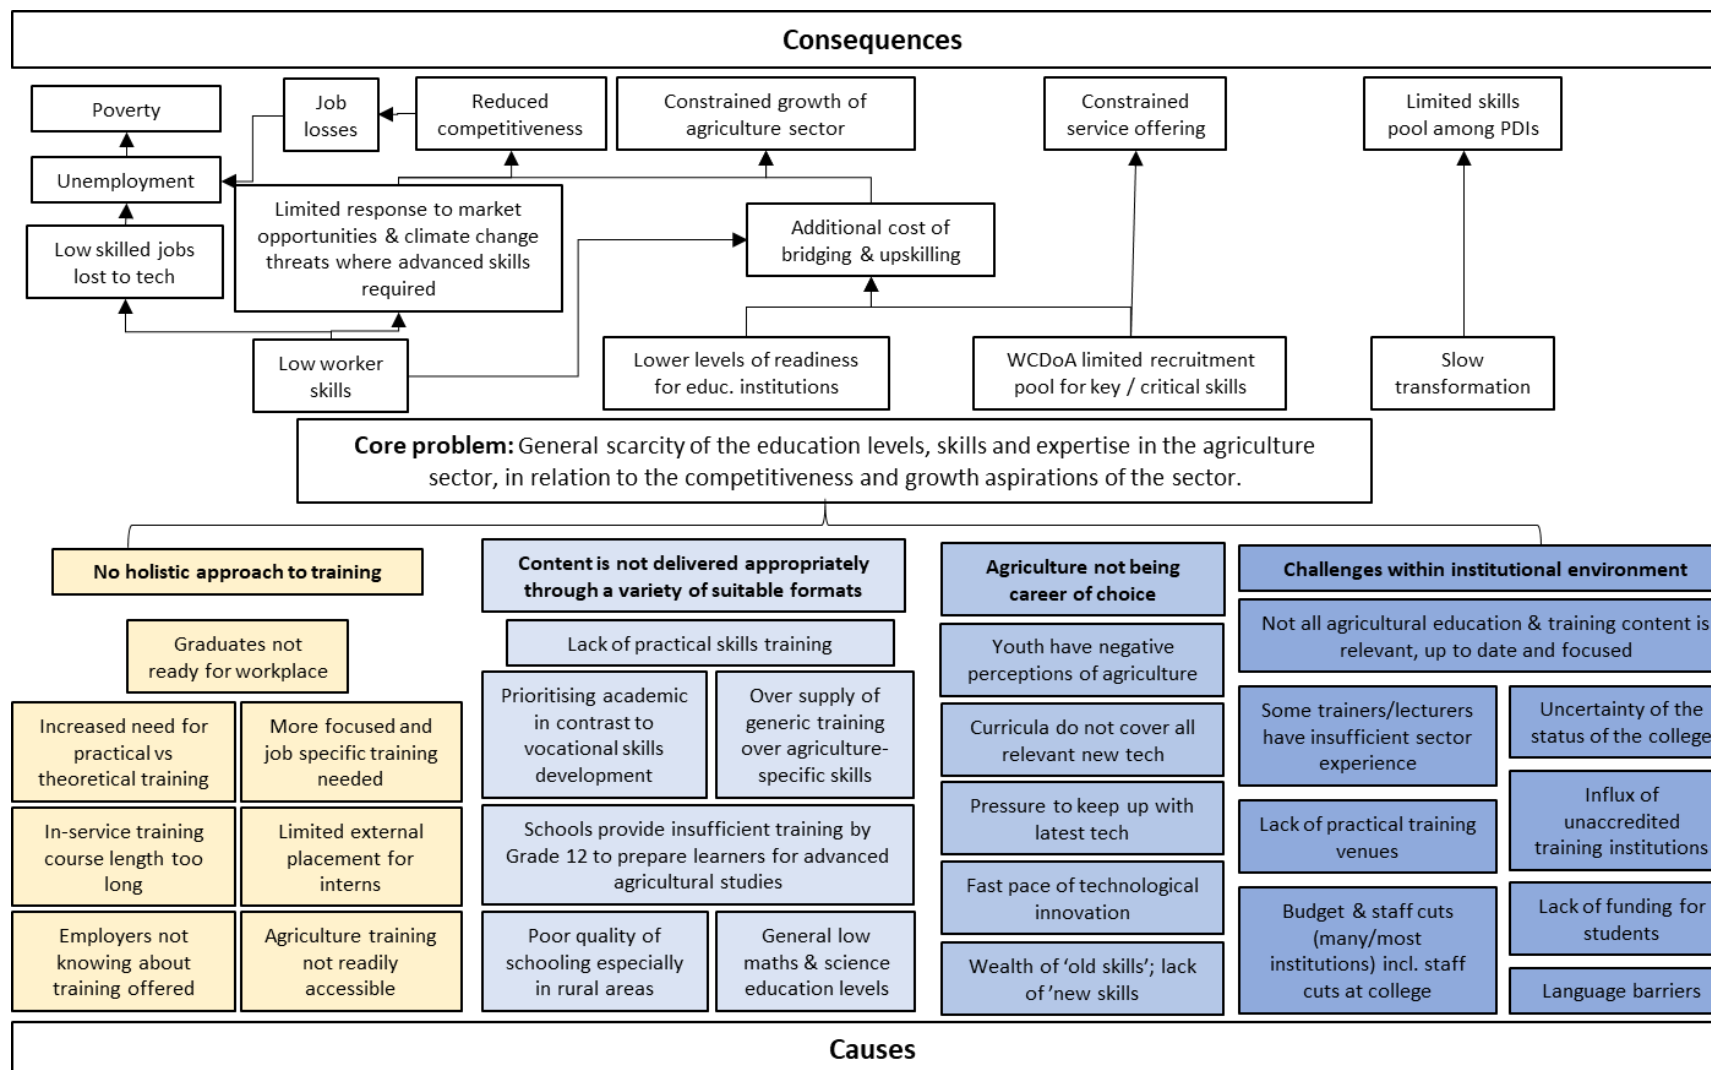 Consequences
Poverty
Job
losses
Reduced
competitiveness
Constrained growth of
agriculture sector
Constrained
service offering
Limited skills
pool among PDIs
Unemployment
Limited response to market
opportunities & climate change
threats where advanced skills
required
Additional cost of
bridging & upskilling
Low skilled jobs
lost to tech
Low worker
skills
Lower levels of readiness
for educ. institutions
WCDoA limited recruitment
pool for key / critical skills
Slow
transformation
Core problem: General scarcity of the education levels, skills and expertise in the agriculture
sector, in relation to the competitiveness and growth aspirations of the sector.
No holistic approach to training
Graduates not
ready for workplace
Increased need for
practical vs
theoretical training
More focused and
job specific training
needed
In-service training
course length too
long
Limited external
placement for
interns
Employers not
knowing about
training offered
Agriculture training
not readily
accessible
Content is not delivered appropriately
through a variety of suitable formats
Lack of practical skills training
Prioritising academic
in contrast to
vocational skills
development
Over supply of
generic training
over agriculture-
specific skills
Schools provide insufficient training by
Grade 12 to prepare learners for advanced
agricultural studies
Poor quality of
schooling especially
in rural areas
General low
maths & science
education levels
Agriculture not being
career of choice
Youth have negative
perceptions of agriculture
Curricula do not cover all
relevant new tech
Pressure to keep up with
latest tech
Fast pace of technological
innovation
Wealth of ‘old skills’; lack
of ’new skills
Challenges within institutional environment
Not all agricultural education & training content is
relevant, up to date and focused
Some trainers/lecturers
have insufficient sector
experience
Uncertainty of the
status of the college
Lack of practical training
venues
Influx of
unaccredited
training institutions
Budget & staff cuts
(many/most
institutions) incl. staff
cuts at college
Lack of funding for
students
Language barriers
Causes